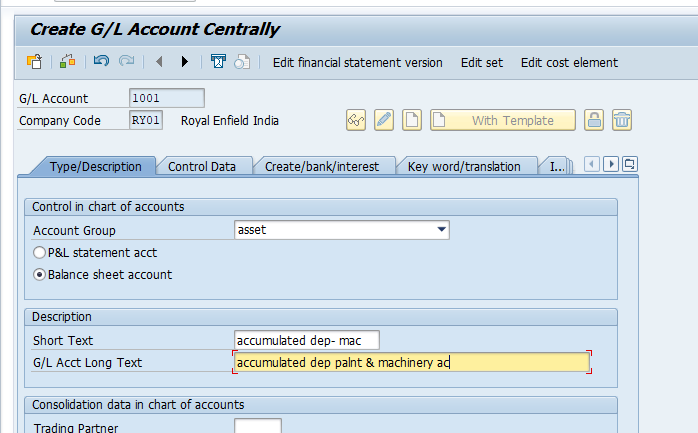 Create G/L Account Centrally
Edit financial statement version Edit set Edit cost element
G/L Account 1001
Company Code RY01 Royal Enfield India With Template
Type/Description Control Data Create/bank/interest Key word/translation I...
Control in chart of accounts
Account Group asset
P&L statement acct
Balance sheet account
Description
Short Text accumulated dep- mac
G/L Acct Long Text accumulated dep palnt & machinery ac
Consolidation data in chart of accounts
Trading Partner